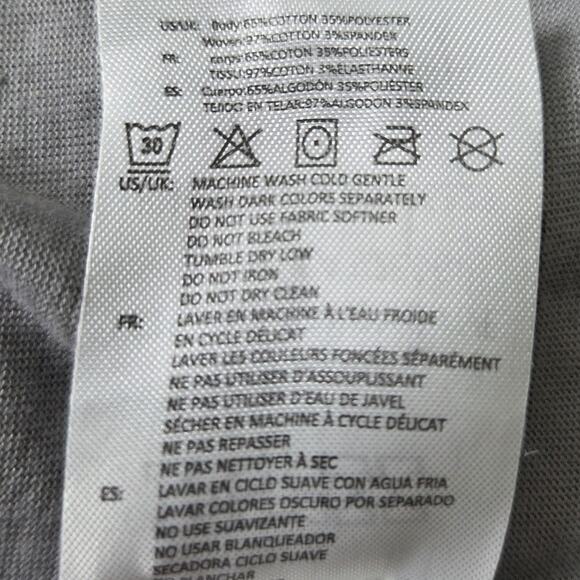 US/UK: Body:65%COTTON 35%POLYESTER
Woven:97%COTTON 3%SPANDEX
FR: corps:65%COTON 35%POLIESTERS
TISSU:97%COTON 3%ELASTHANNE
ES: Cuerpo:65%ALGODÓN 35%POLIÉSTER
TEJIDO EN TELAR:97%ALGODON 3%SPANDEX
30
US/UK: MACHINE WASH COLD GENTLE
WASH DARK COLORS SEPARATELY
DO NOT USE FABRIC SOFTNER
DO NOT BLEACH
TUMBLE DRY LOW
DO NOT IRON
DO NOT DRY CLEAN
FR: LAVER EN MACHINE À L'EAU FROIDE
EN CYCLE DÉLICAT
LAVER LES COULEURS FONCÉES SÉPARÉMENT
NE PAS UTILISER D'ASSOUPLISSANT
NE PAS UTILISER D'EAU DE JAVEL
SÉCHER EN MACHINE À CYCLE DÉLICAT
NE PAS REPASSER
NE PAS NETTOYER À SEC
ES: LAVAR EN CICLO SUAVE CON AGUA FRIA
LAVAR COLORES OSCURO POR SEPARADO
NO USE SUAVIZANTE
NO USAR BLANQUEADOR
SECADORA CICLO SUAVE
PLANCHAR